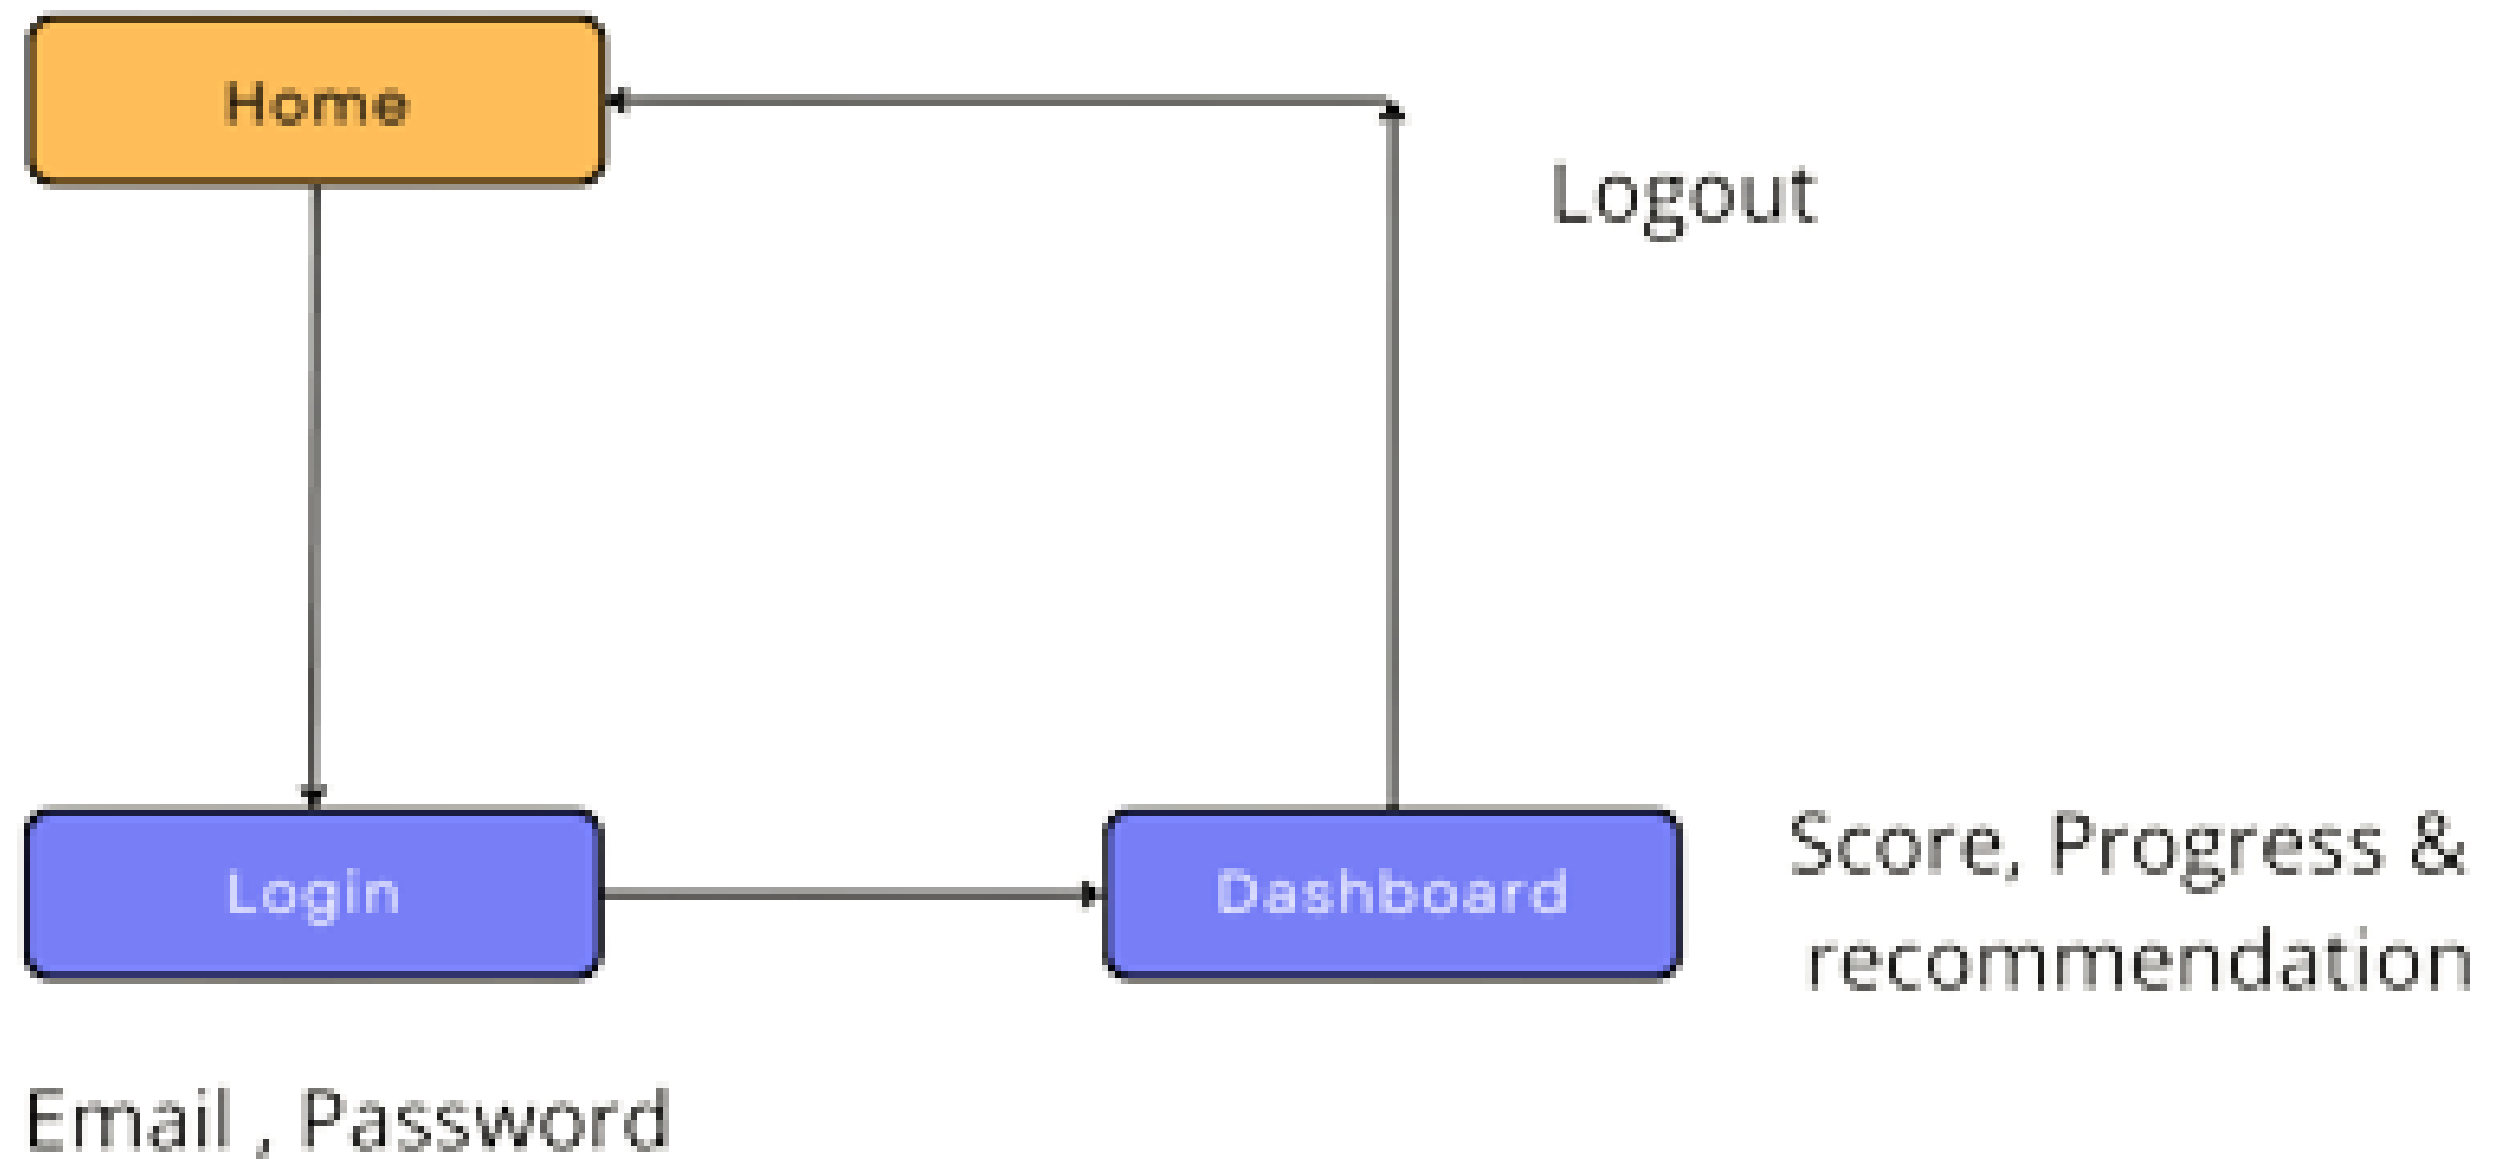 Home
Logout
Login
Dashboard
Score, Progress &
recommendation
Email , Password